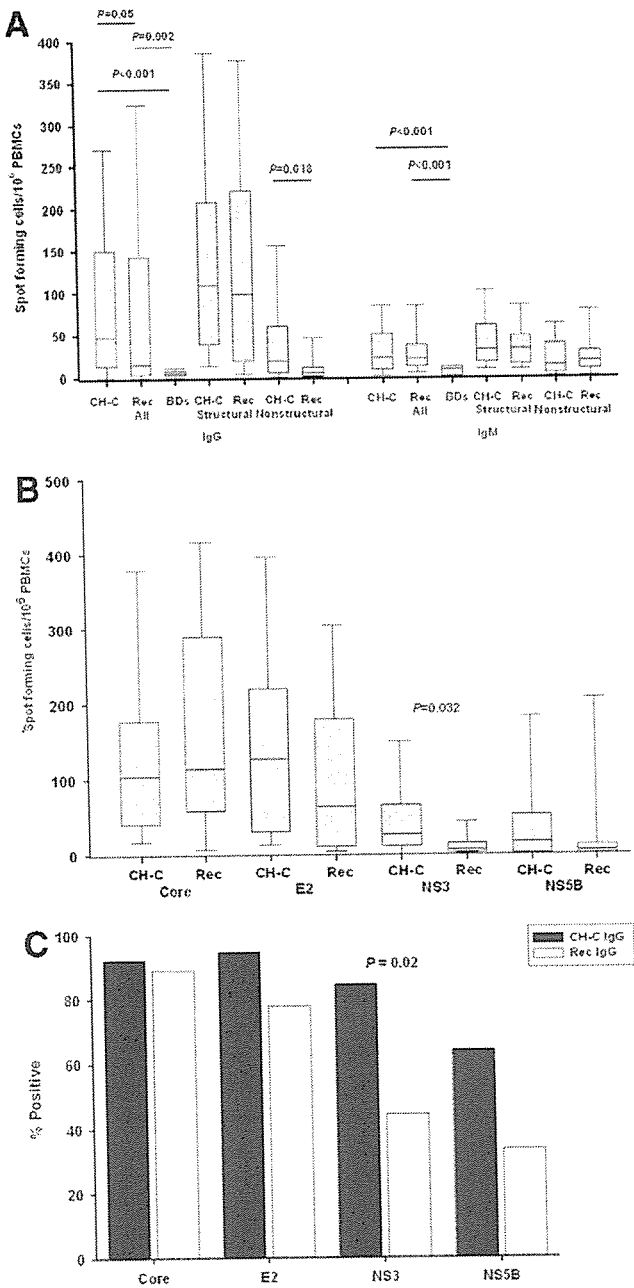 A
P=0.05
P=0.002
P<0.001
P=0.018
P<0.001
P<0.001
400
350
300
250
200
150
100
50
0
Spot forming cells/10⁶ PBMCs
CH-C Rec BDs CH-C Rec CH-C Rec CH-C Rec BDs CH-C Rec CH-C Rec
All Structural Nonstructural All Structural Nonstructural
IgG IgM
B
500
400
300
200
100
0
Spot forming cells/10⁶ PBMCs
P=0.032
CH-C Rec CH-C Rec CH-C Rec CH-C Rec
Core E2 NS3 NS5B
C
CH-C IgG
Rec IgG
P = 0.02
100
80
60
40
20
0
% Positive
Core E2 NS3 NS5B